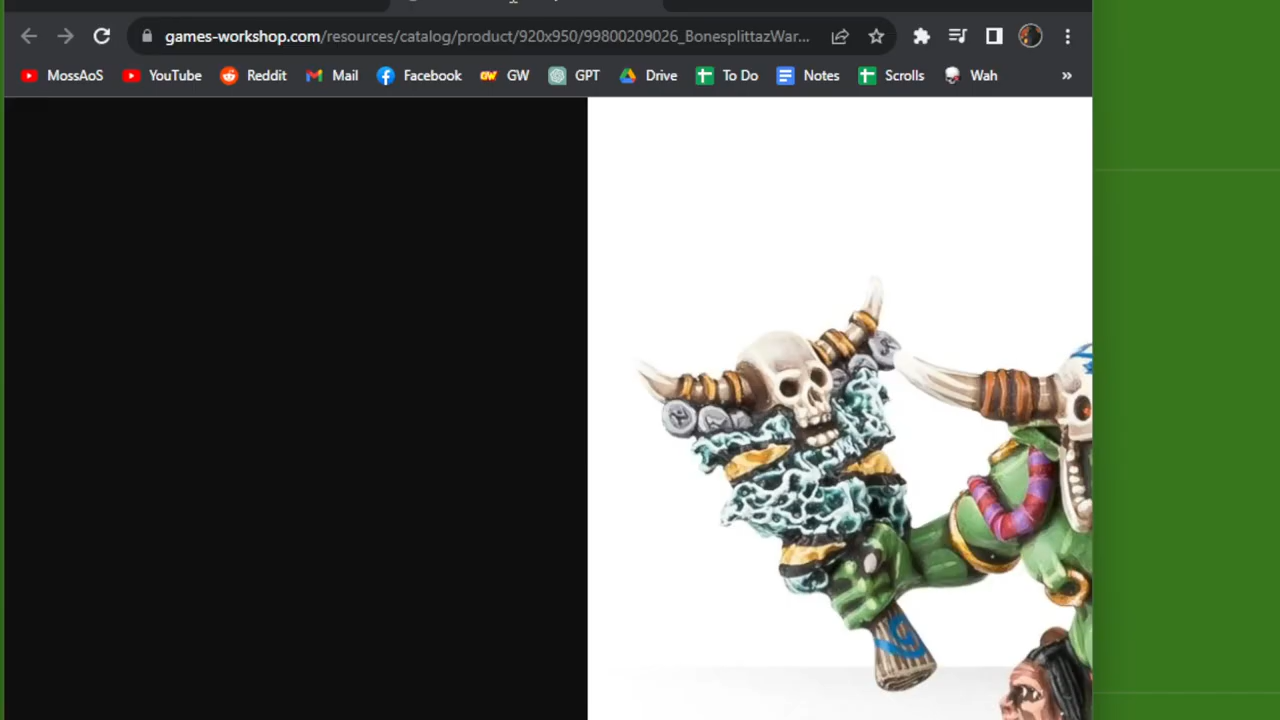 games-workshop.com/resources/catalog/product/920x950/99800209026_BonesplittazWar...
MossAoS YouTube Reddit Mail Facebook GW GW GPT Drive To Do Notes Scrolls Wah »